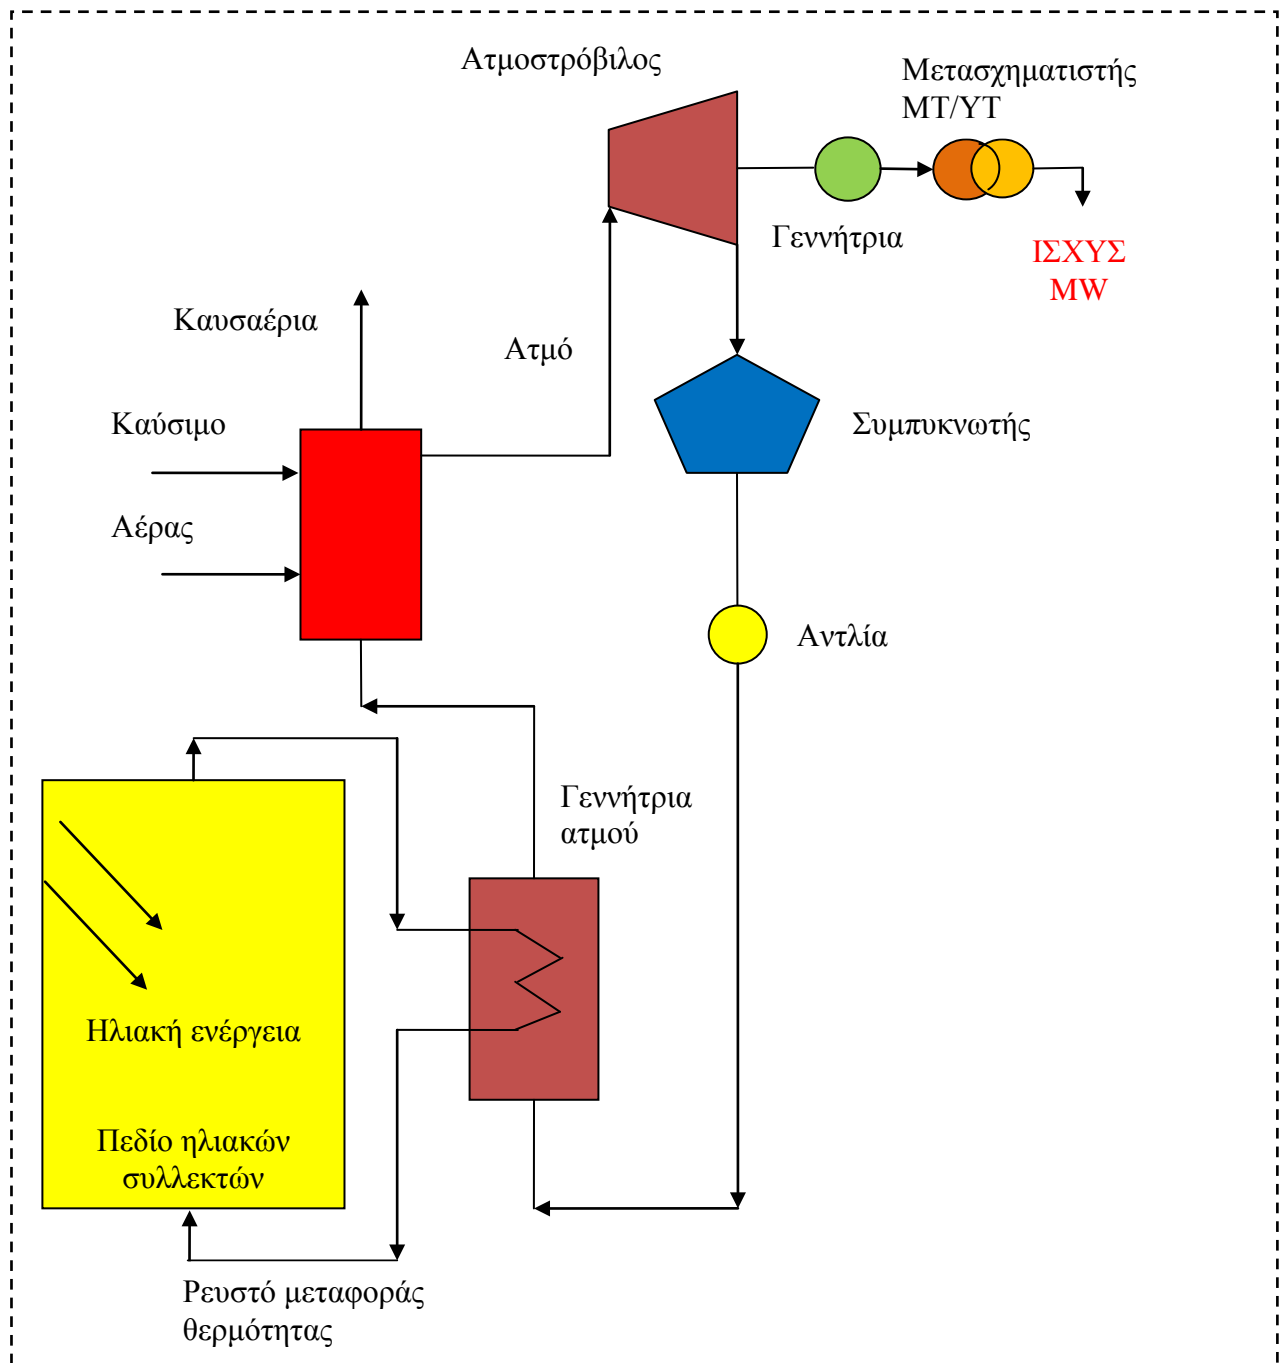 Ατμοστρόβιλος
Μετασχηματιστής
ΜΤ/ΥΤ
Γεννήτρια
ΙΣΧΥΣ
MW
Καυσαέρια
Ατμό
Καύσιμο
Συμπυκνωτής
Αέρας
Αντλία
Γεννήτρια
ατμού
Ηλιακή ενέργεια
Πεδίο ηλιακών
συλλεκτών
Ρευστό μεταφοράς
θερμότητας